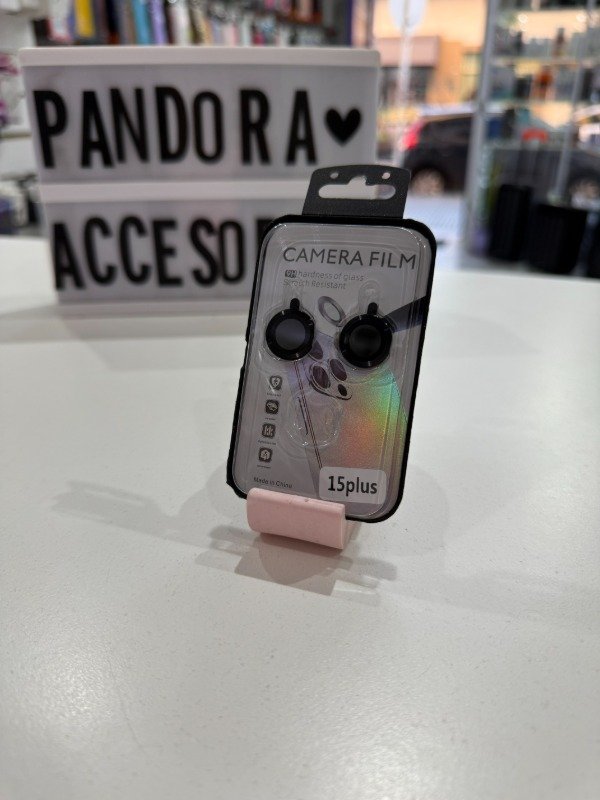 PANDORA♥
ACCESO
CAMERA FILM
9H hardness of glass
Scratch Resistant
Made in China
15plus